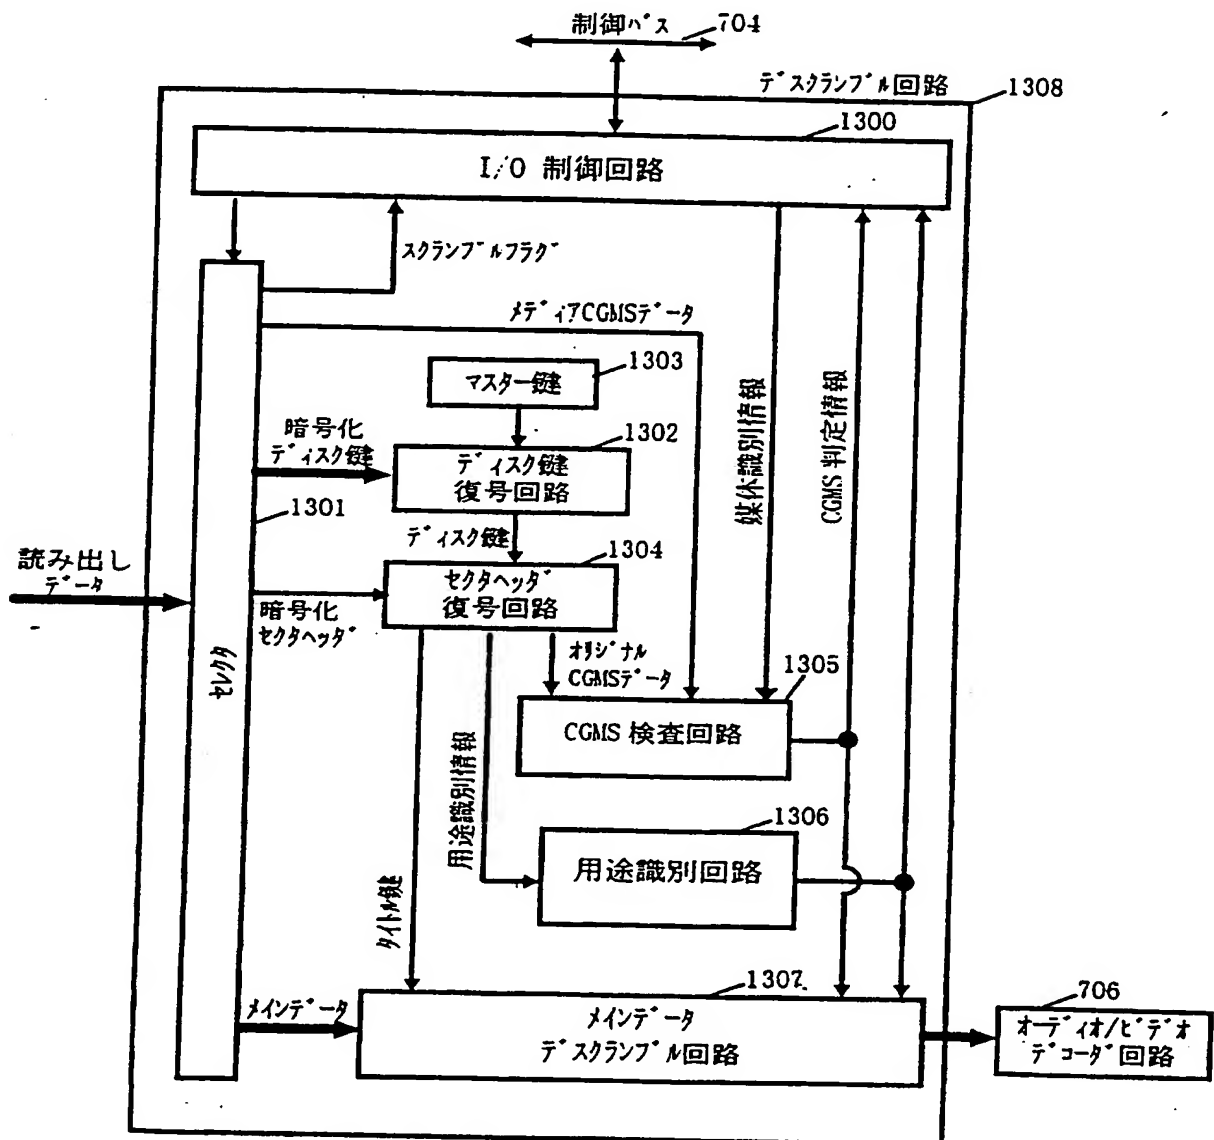 制御バス
704
デスクランブル回路
1308
1300
I/O 制御回路
スクランブルフラグ
メディアCGMSデータ
1303
マスター鍵
媒体識別情報
CGMS 判定情報
暗号化
ディスク鍵
1302
ディスク鍵
復号回路
1301
ディスク鍵
1304
読み出し
データ
セクタヘッダ
復号回路
暗号化
セクタヘッダ
セレクタ
オリジナル
CGMSデータ
1305
CGMS 検査回路
用途識別情報
1306
用途識別回路
タイトル鍵
1307
メインデータ
メインデータ
デスクランブル回路
706
オーディオ/ビデオ
デコーダ回路